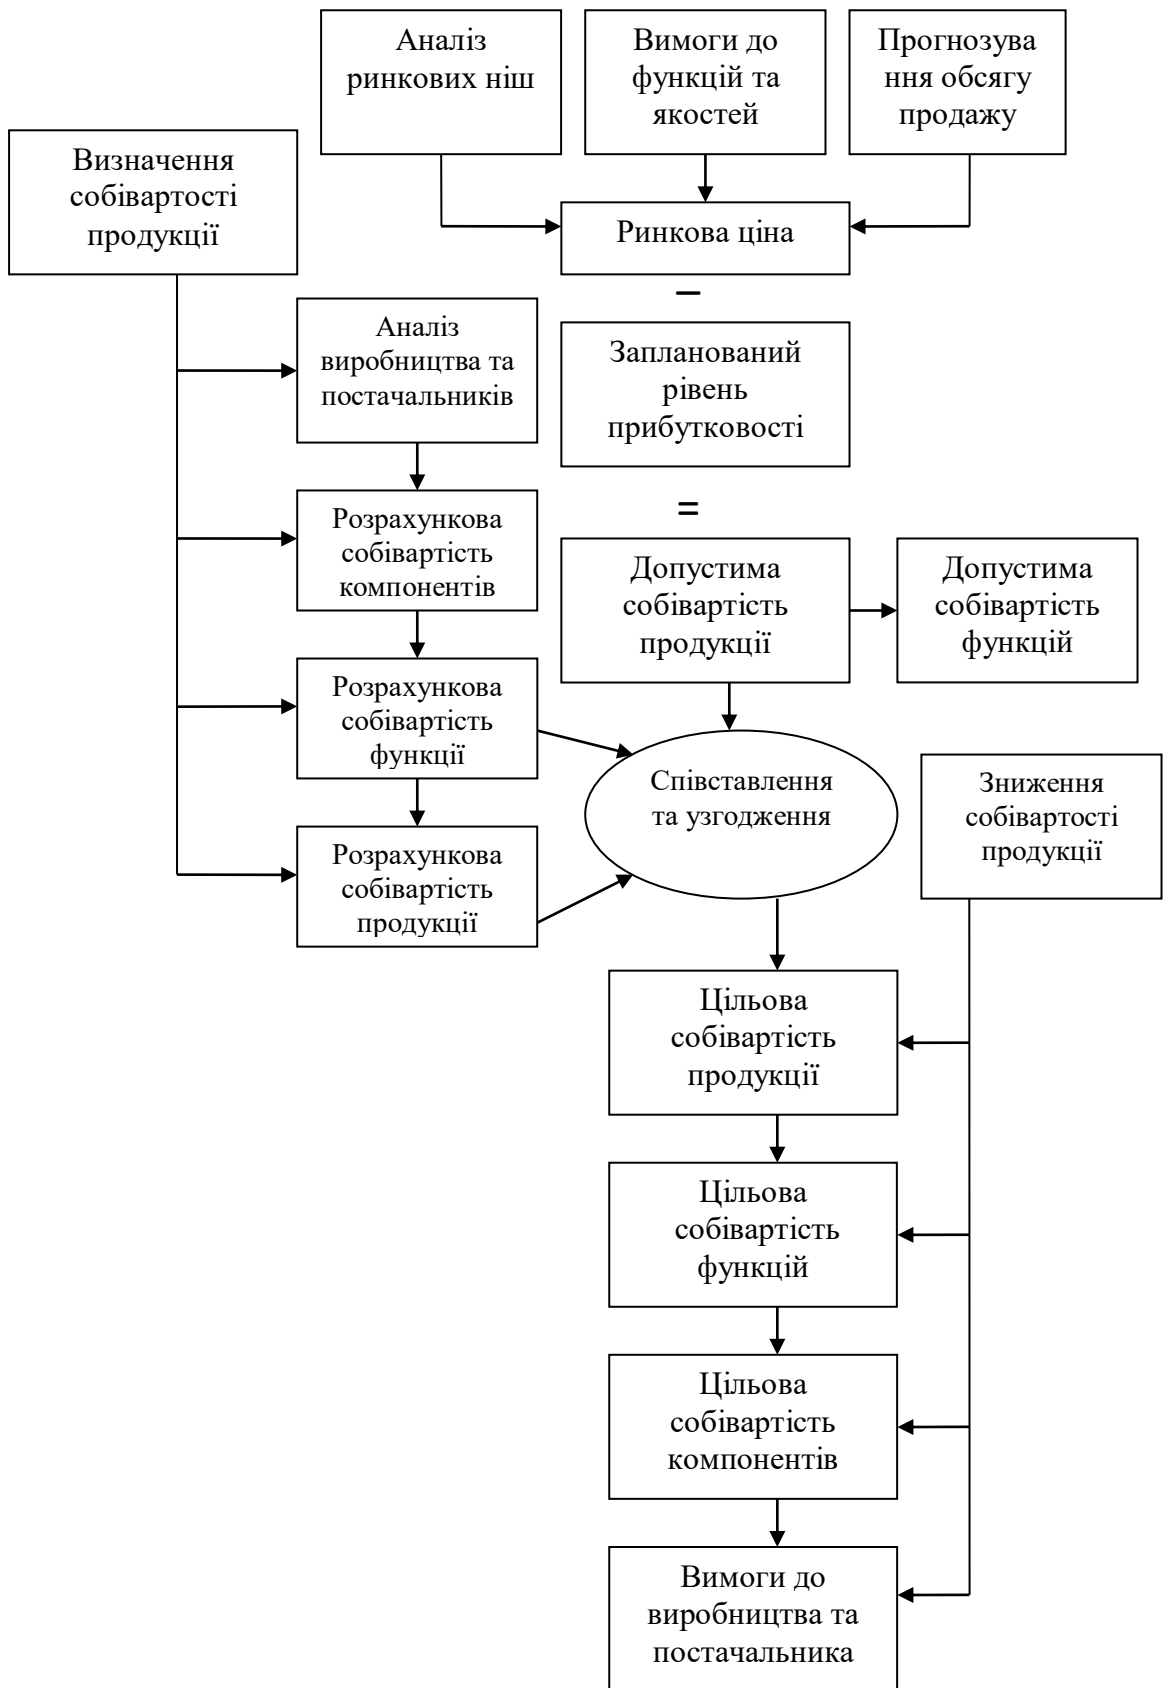 Аналіз
ринкових ніш
Вимоги до
функцій та
якостей
Прогнозува
ння обсягу
продажу
Визначення
собівартості
продукції
Ринкова ціна
–
Аналіз
виробництва та
постачальників
Запланований
рівень
прибутковості
=
Розрахункова
собівартість
компонентів
Допустима
собівартість
продукції
Допустима
собівартість
функцій
Розрахункова
собівартість
функції
Співставлення
та узгодження
Зниження
собівартості
продукції
Розрахункова
собівартість
продукції
Цільова
собівартість
продукції
Цільова
собівартість
функцій
Цільова
собівартість
компонентів
Вимоги до
виробництва та
постачальника